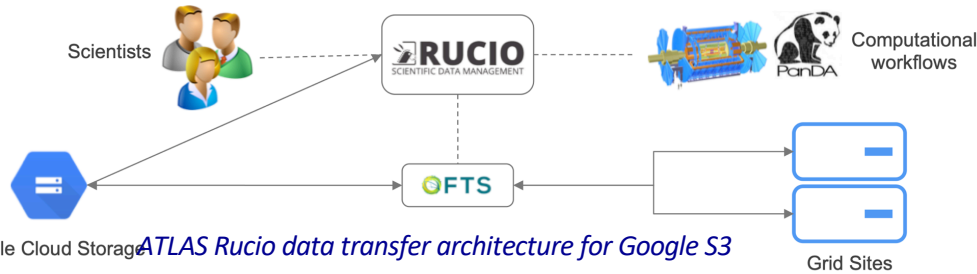 Scientists
RUCIO
SCIENTIFIC DATA MANAGEMENT
PanDA
Computational
workflows
FTS
le Cloud Storage
ATLAS Rucio data transfer architecture for Google S3
Grid Sites